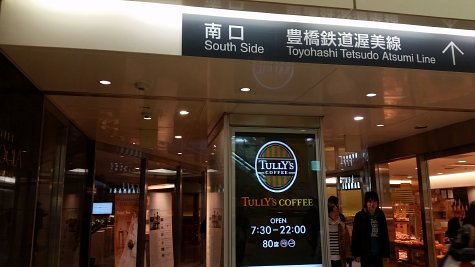 南口
South Side
豊橋鉄道渥美線
Toyohashi Tetsudo Atsumi Line
TULLY'S
COFFEE
TULLY'S COFFEE
OPEN
7:30-22:00
80席